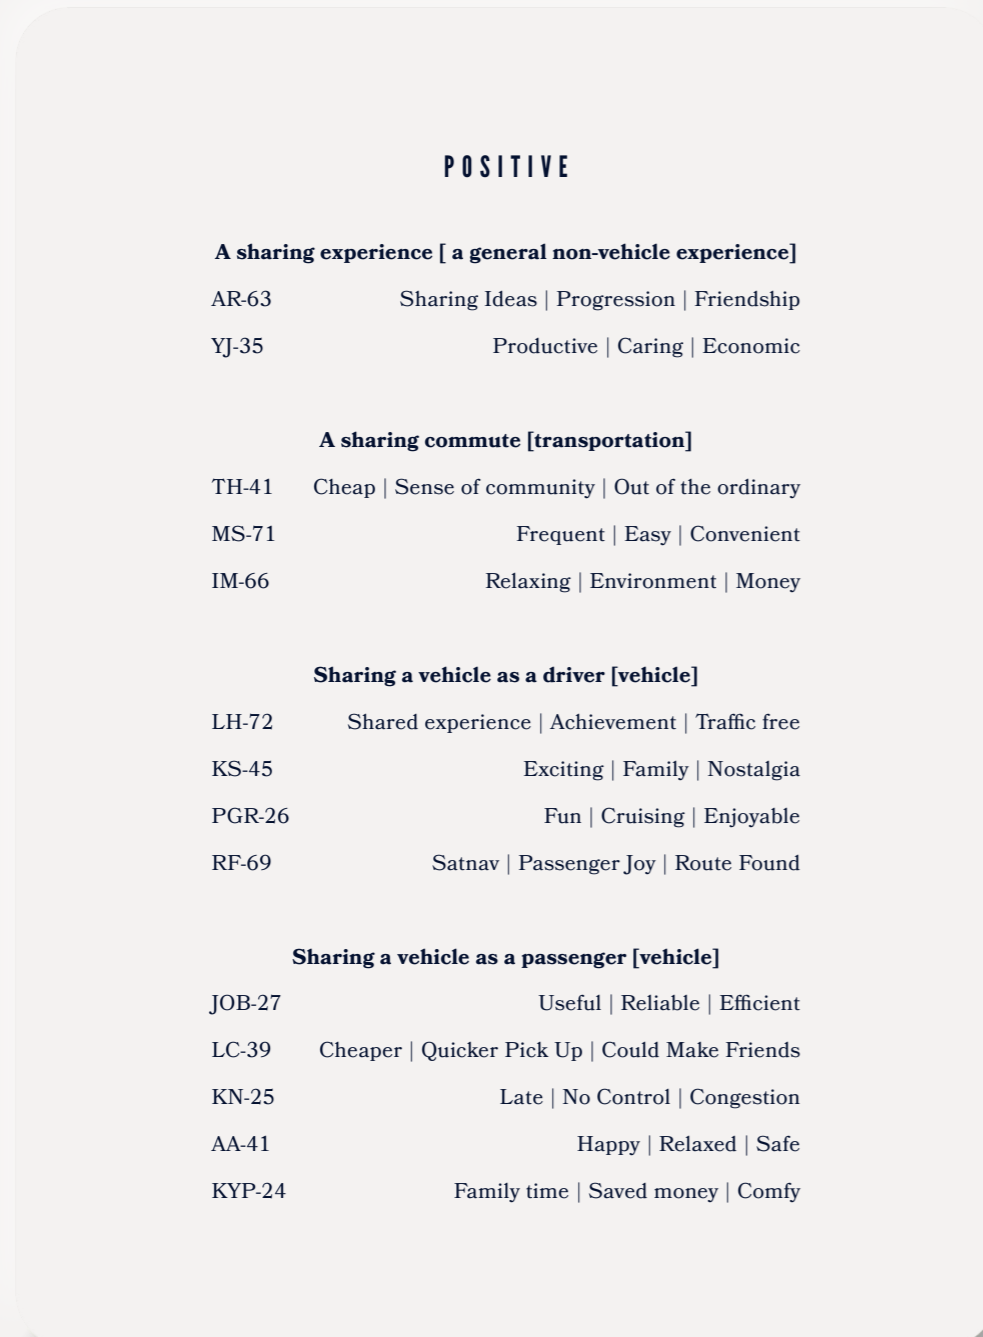 POSITIVE
A sharing experience [ a general non-vehicle experience]
AR-63 Sharing Ideas | Progression | Friendship
YJ-35 Productive | Caring | Economic
A sharing commute [transportation]
TH-41 Cheap | Sense of community | Out of the ordinary
MS-71 Frequent | Easy | Convenient
IM-66 Relaxing | Environment | Money
Sharing a vehicle as a driver [vehicle]
LH-72 Shared experience | Achievement | Traffic free
KS-45 Exciting | Family | Nostalgia
PGR-26 Fun | Cruising | Enjoyable
RF-69 Satnav | Passenger Joy | Route Found
Sharing a vehicle as a passenger [vehicle]
JOB-27 Useful | Reliable | Efficient
LC-39 Cheaper | Quicker Pick Up | Could Make Friends
KN-25 Late | No Control | Congestion
AA-41 Happy | Relaxed | Safe
KYP-24 Family time | Saved money | Comfy